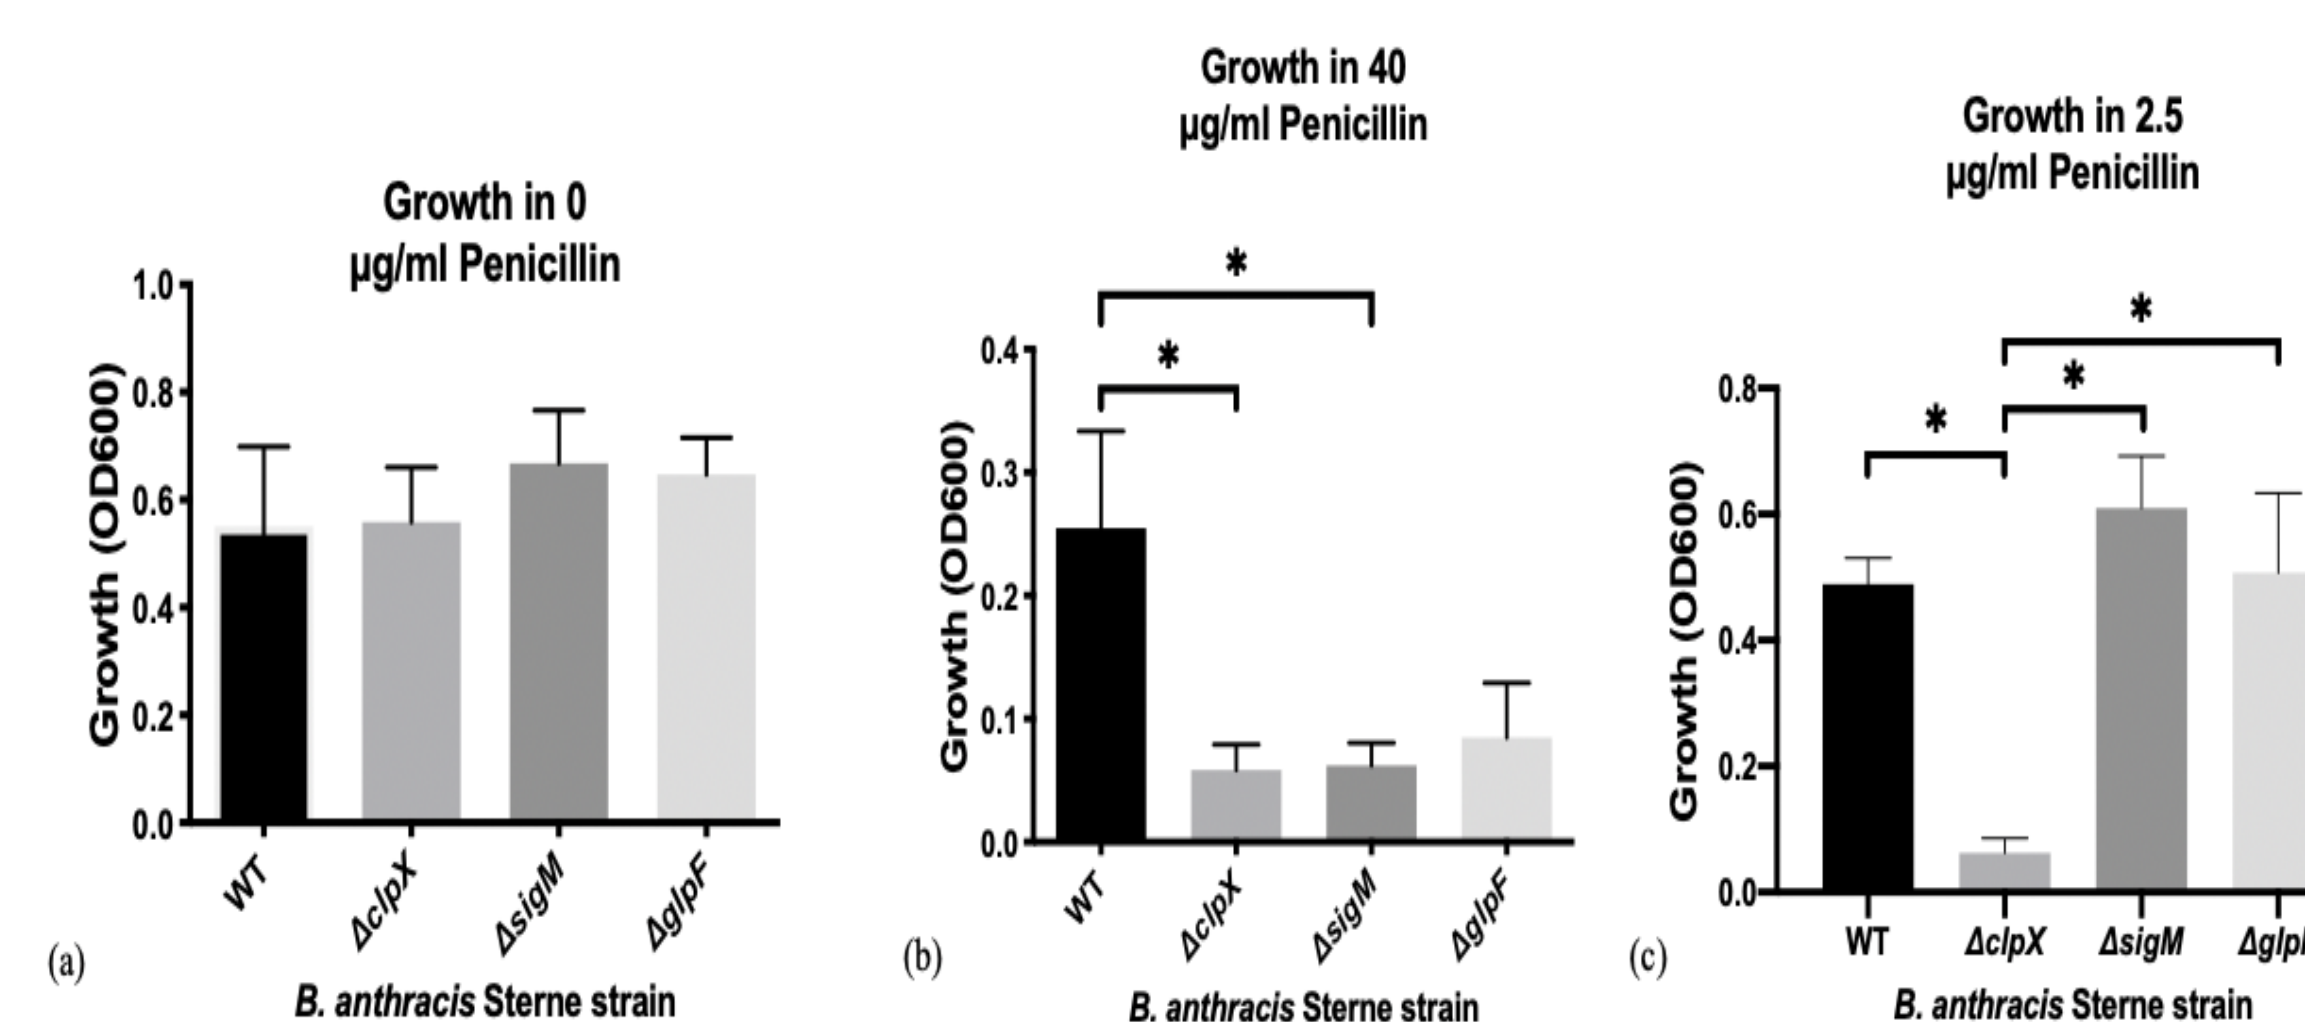 Growth in 0
µg/ml Penicillin
1.0
0.8
0.6
0.4
0.2
0.0
Growth (OD600)
WT
ΔclpX
ΔsigM
ΔglpF
(a)
B. anthracis Sterne strain
Growth in 40
µg/ml Penicillin
*
*
0.4
0.3
0.2
0.1
0.0
Growth (OD600)
WT
ΔclpX
ΔsigM
ΔglpF
(b)
B. anthracis Sterne strain
Growth in 2.5
µg/ml Penicillin
*
*
*
0.8
0.6
0.4
0.2
0.0
Growth (OD600)
WT
ΔclpX
ΔsigM
Δglp
(c)
B. anthracis Sterne strain